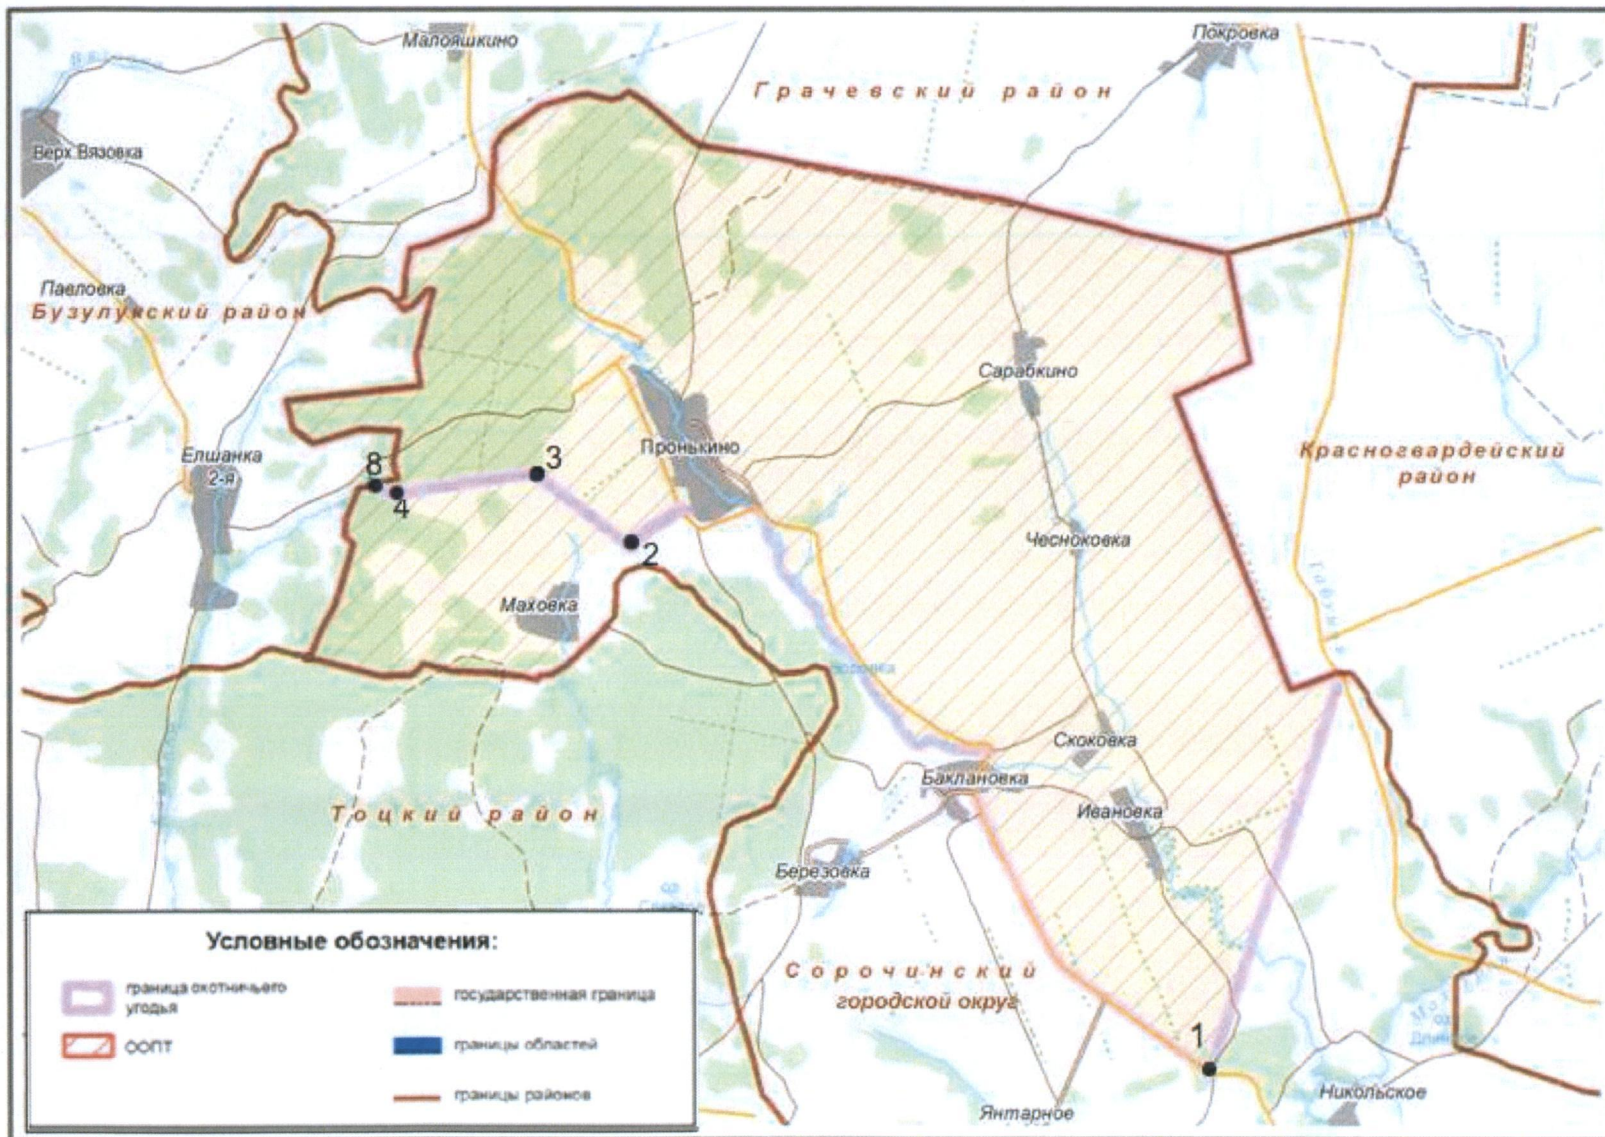 Малояшкино
Покровка
Грачевский район
Верх.Вязовка
Павловка
Бузулукский район
Сарабкино
Пронькино
Красногвардейский
район
Елшанка
2-я
8
3
4
2
Чесноковка
Маховка
Скоковка
Баклановка
Ивановка
Тоцкий район
Березовка
Сорочинский
городской округ
1
Янтарное
Никольское
Условные обозначения:
граница охотничьего
угодья
ООПТ
государственная граница
границы областей
границы районов